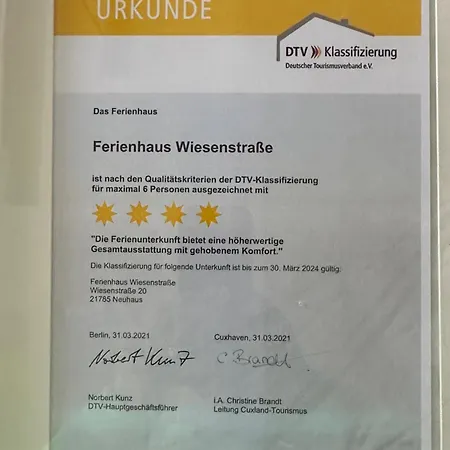 URKUNDE
DTV Klassifizierung
Deutscher Tourismusverband e.V.
Das Ferienhaus
Ferienhaus Wiesenstraße
ist nach den Qualitätskriterien der DTV-Klassifizierung
für maximal 6 Personen ausgezeichnet mit
"Die Ferienunterkunft bietet eine höherwertige
Gesamtausstattung mit gehobenem Komfort."
Die Klassifizierung für folgende Unterkunft ist bis zum 30. März 2024 gültig:
Ferienhaus Wiesenstraße
Wiesenstraße 20
21785 Neuhaus
Berlin, 31.03.2021 Cuxhaven, 31.03.2021
Norbert Kunz C Brandt
Norbert Kunz i.A. Christine Brandt
DTV-Hauptgeschäftsführer Leitung Cuxland-Tourismus